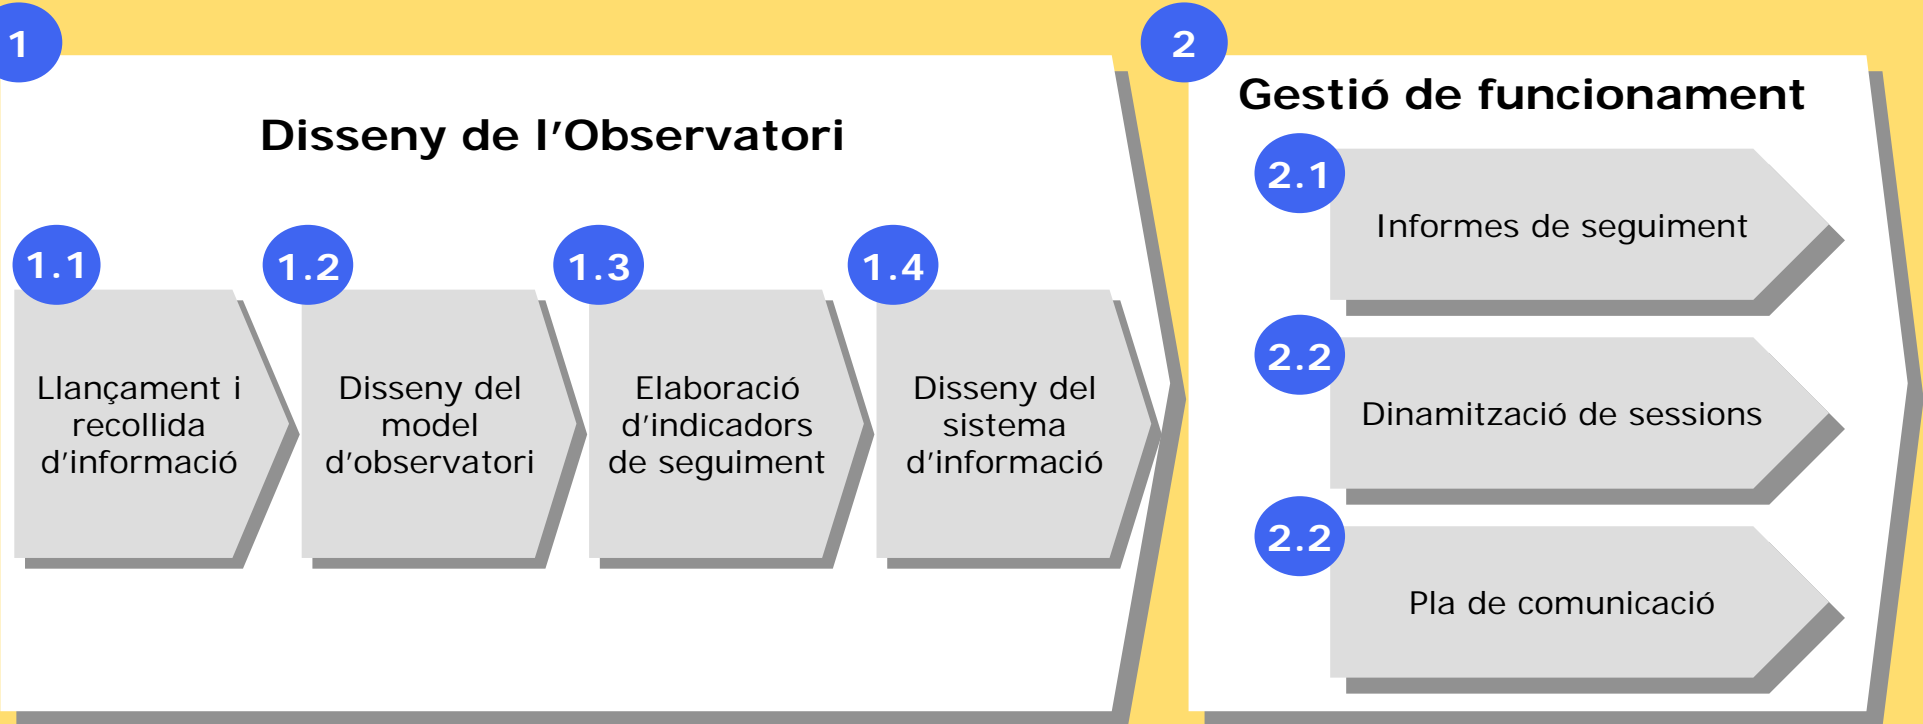 1
Disseny de l’Observatori
1.1
Llançament i
recollida
d’informació
1.2
Disseny del
model
d’observatori
1.3
Elaboració
d’indicadors
de seguiment
1.4
Disseny del
sistema
d’informació
2
Gestió de funcionament
2.1
Informes de seguiment
2.2
Dinamització de sessions
2.2
Pla de comunicació